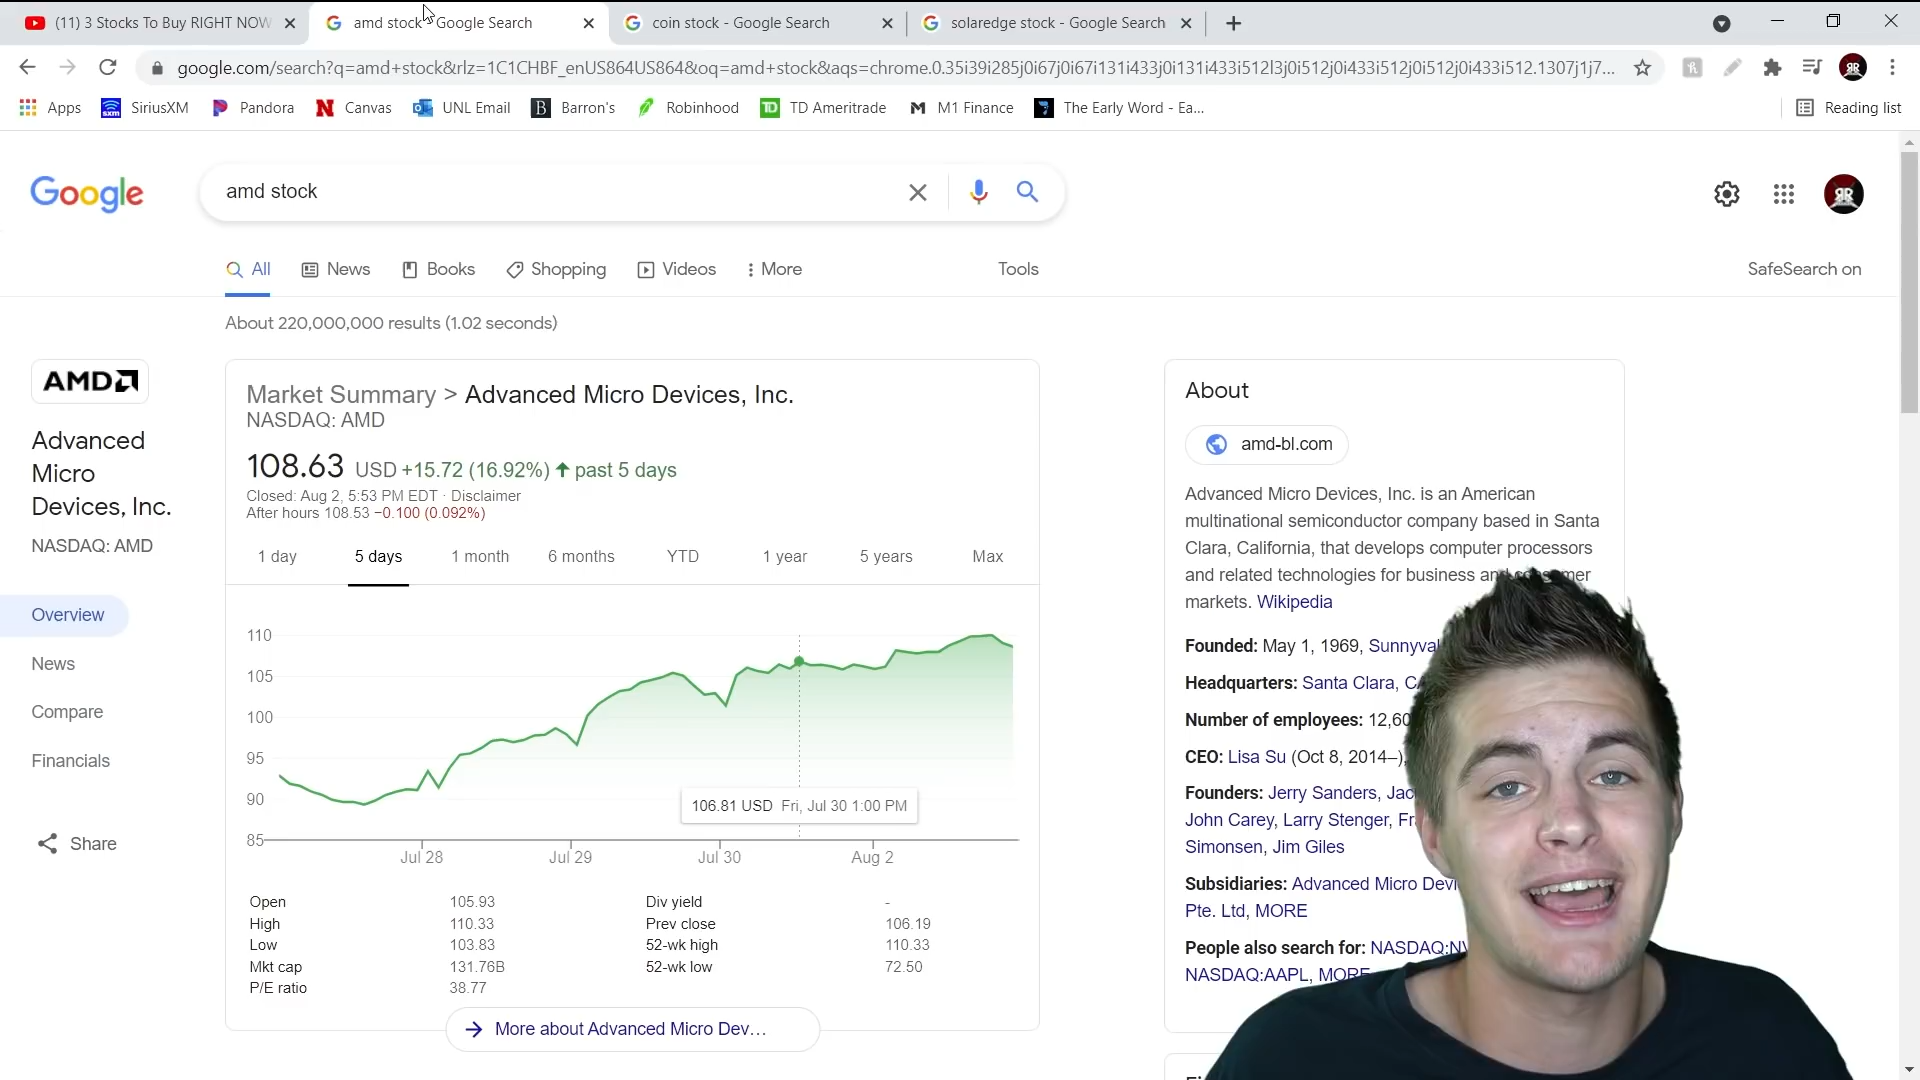 (11) 3 Stocks To Buy RIGHT NOW
amd stock - Google Search
coin stock - Google Search
solaredge stock - Google Search
google.com/search?q=amd+stock&rlz=1C1CHBF_enUS864US864&oq=amd+stock&aqs=chrome.0.35i39i285j0i67j0i67i131i433j0i131i433i512l3j0i512j0i433i512j0i512j0i433i512.1307j1j7...
Apps
SiriusXM
Pandora
Canvas
UNL Email
Barron's
Robinhood
TD Ameritrade
M1 Finance
The Early Word - Ea...
Reading list
Google
amd stock
All
News
Books
Shopping
Videos
More
Tools
SafeSearch on
About 220,000,000 results (1.02 seconds)
AMD
Advanced
Micro
Devices, Inc.
NASDAQ: AMD
Overview
News
Compare
Financials
Share
Market Summary > Advanced Micro Devices, Inc.
NASDAQ: AMD
108.63 USD +15.72 (16.92%) past 5 days
Closed: Aug 2, 5:53 PM EDT · Disclaimer
After hours 108.53 −0.100 (0.092%)
1 day
5 days
1 month
6 months
YTD
1 year
5 years
Max
110
105
100
95
90
85
106.81 USD Fri, Jul 30 1:00 PM
Jul 28
Jul 29
Jul 30
Aug 2
Open 105.93
High 110.33
Low 103.83
Mkt cap 131.76B
P/E ratio 38.77
Div yield -
Prev close 106.19
52-wk high 110.33
52-wk low 72.50
More about Advanced Micro Dev...
About
amd-bl.com
Advanced Micro Devices, Inc. is an American
multinational semiconductor company based in Santa
Clara, California, that develops computer processors
and related technologies for business and consumer
markets. Wikipedia
Founded: May 1, 1969,
Headquarters: Santa Clara,
Number of employees:
CEO: Lisa Su (Oct 8, 2014–),
Founders: Jerry Sanders,
John Carey, Larry Stenger,
Simonsen, Jim Giles
Subsidiaries: Advanced Micro
Pte. Ltd, MORE
People also search for:
NASDAQ:AAPL, MORE